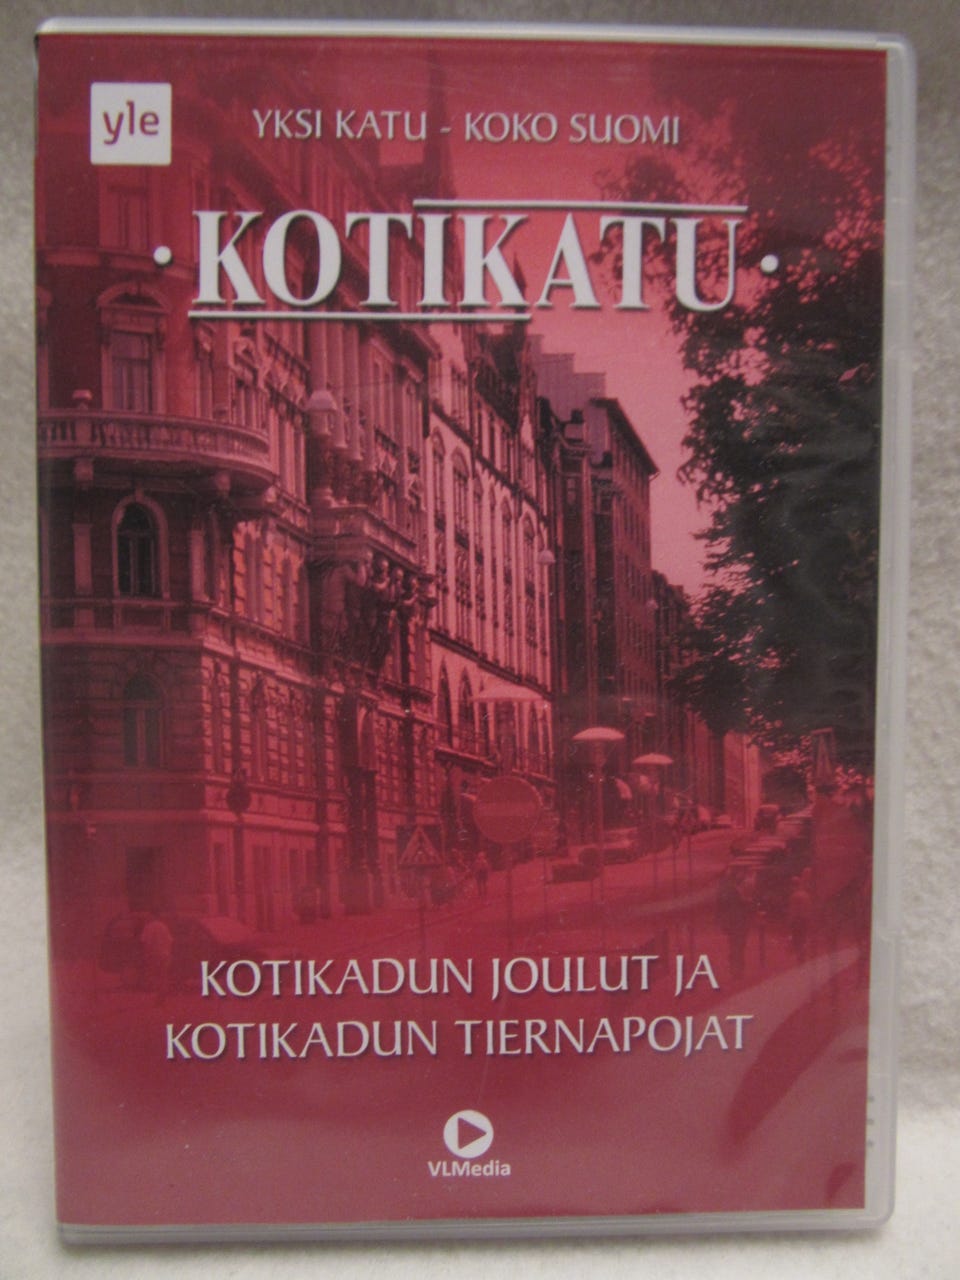 yle
YKSI KATU - KOKO SUOMI
• KOTIKATU •
KOTIKADUN JOULUT JA
KOTIKADUN TIERNAPOJAT
VLMedia